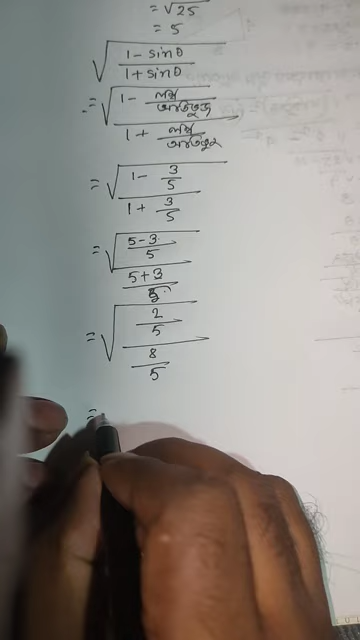 = √25
= 5
√(1 - sinθ / 1 + sinθ)
= √(1 - লম্ব/অতিভুজ / 1 + লম্ব/অতিভুজ)
= √(1 - 3/5 / 1 + 3/5)
= √(5-3/5 / 5+3/5)
= √(2/5 / 8/5)
=